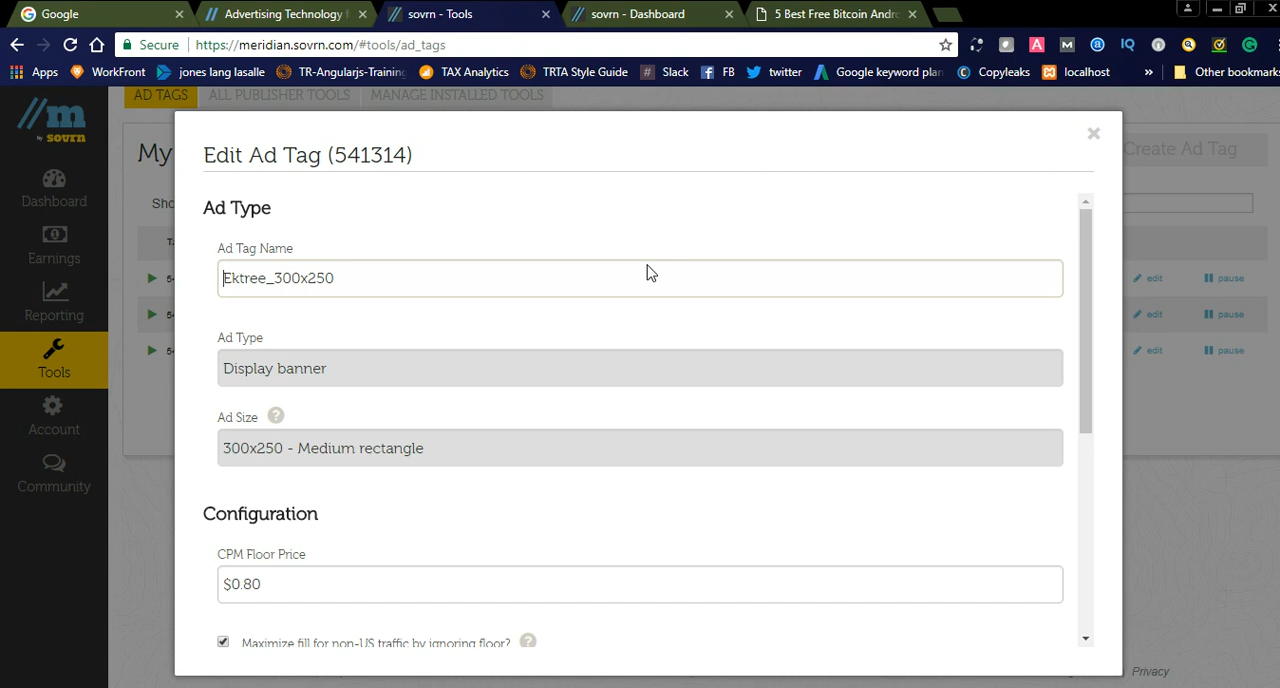 Google
Advertising Technology
sovrn - Tools
sovrn - Dashboard
5 Best Free Bitcoin Andro
Secure
https://meridian.sovrn.com/#tools/ad_tags
Apps
WorkFront
jones lang lasalle
TR-Angularjs-Training
TAX Analytics
TRTA Style Guide
Slack
FB
twitter
Google keyword plan
Copyleaks
localhost
»
Other bookmarks
//m
by sovrn
AD TAGS
ALL PUBLISHER TOOLS
MANAGE INSTALLED TOOLS
Dashboard
Earnings
Reporting
Tools
Account
Community
My
Create Ad Tag
Sho
Edit Ad Tag (541314)
Ad Type
Ad Tag Name
Ektree_300x250
Ad Type
Display banner
Ad Size ?
300x250 - Medium rectangle
Configuration
CPM Floor Price
$0.80
Maximize fill for non-US traffic by ignoring floor? ?
edit
pause
edit
pause
edit
pause
Privacy